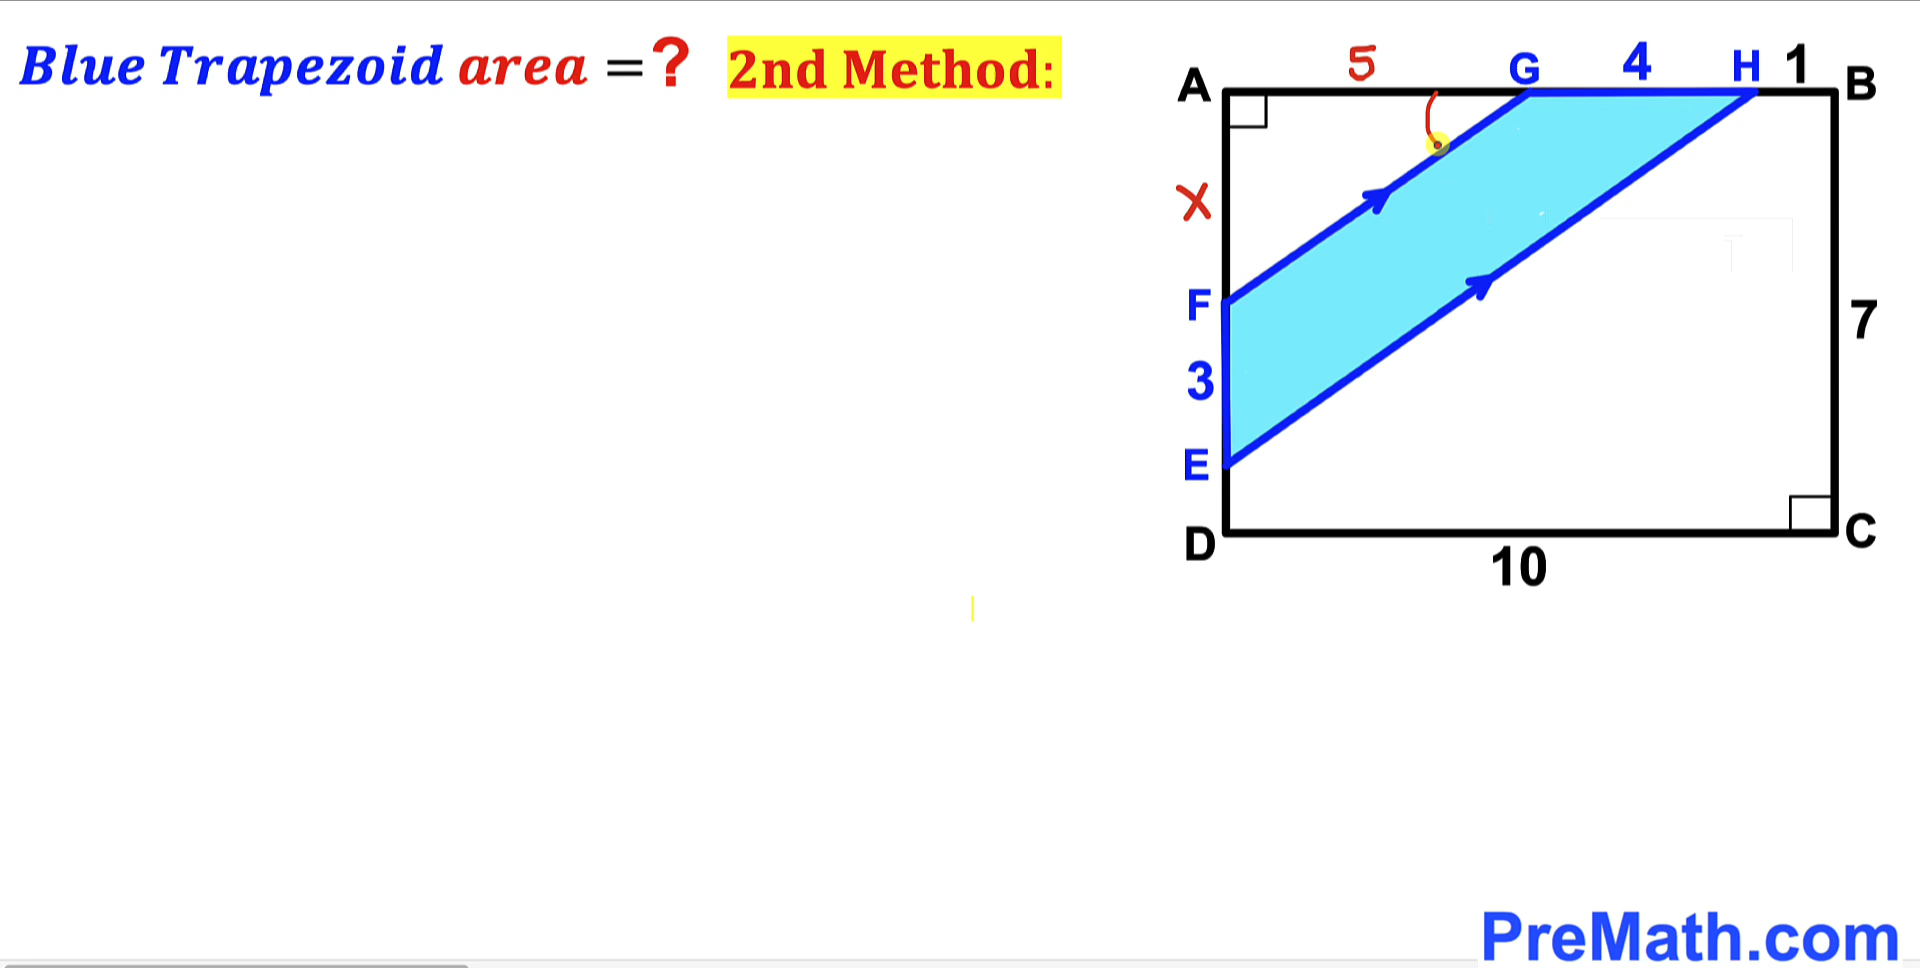 Blue Trapezoid area = ? 2nd Method:
A 5 G 4 H 1 B
X
F
7
3
E
D C
10
PreMath.com